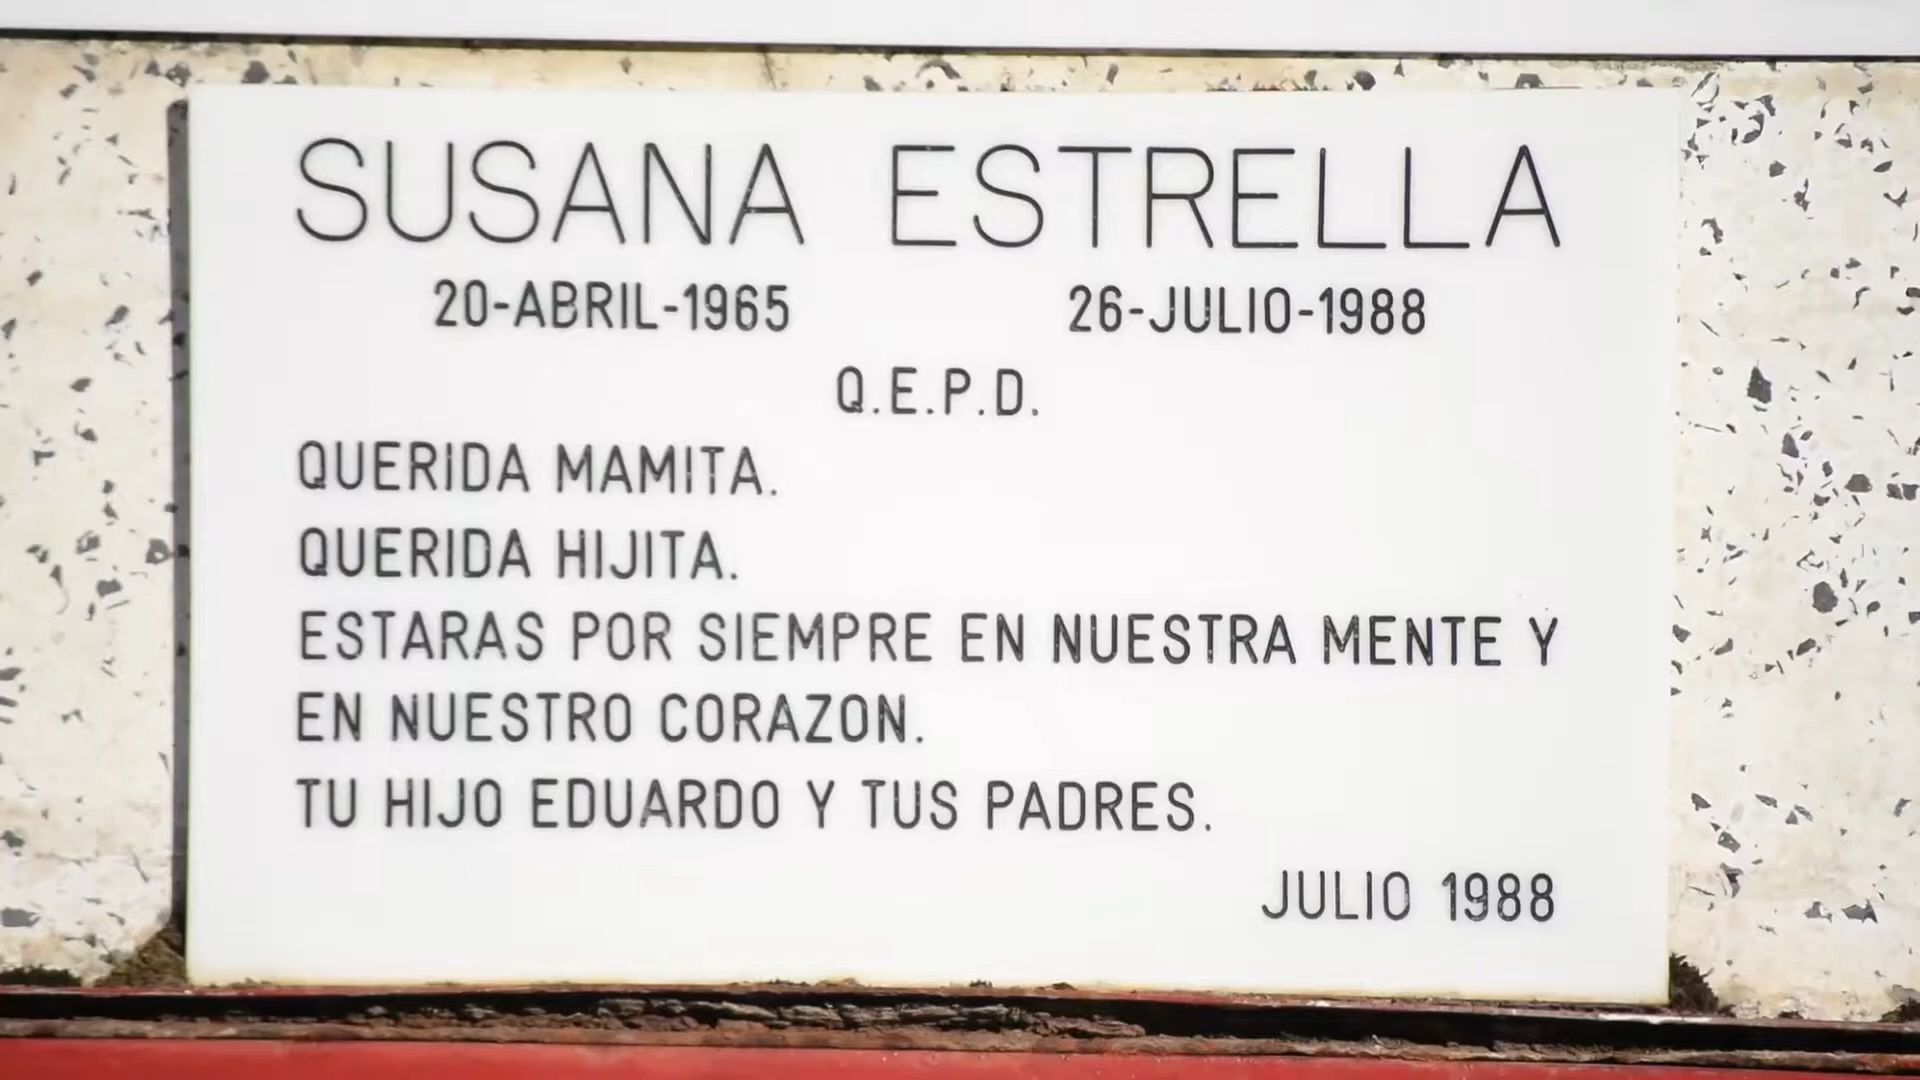 SUSANA ESTRELLA
20-ABRIL-1965 26-JULIO-1988
Q.E.P.D.
QUERIDA MAMITA.
QUERIDA HIJITA.
ESTARAS POR SIEMPRE EN NUESTRA MENTE Y
EN NUESTRO CORAZON.
TU HIJO EDUARDO Y TUS PADRES.
JULIO 1988